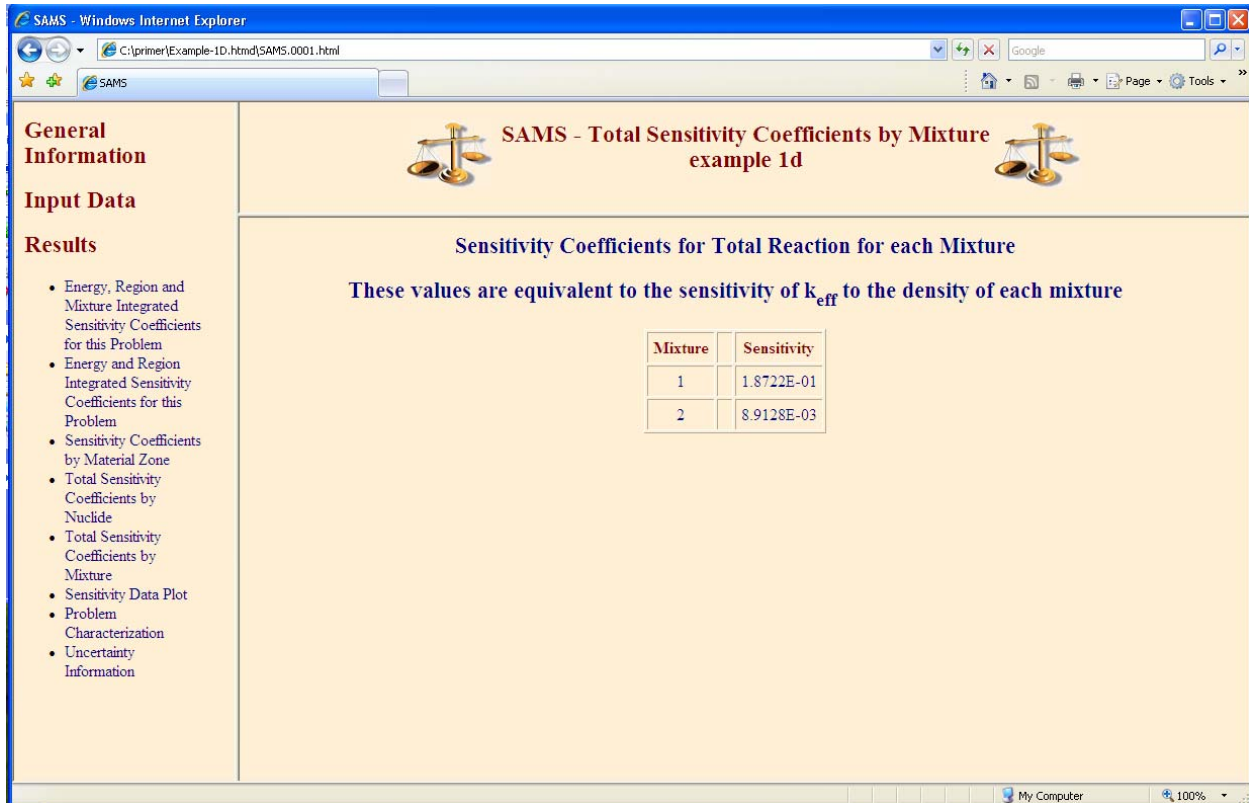 SAMS - Windows Internet Explorer
C:\primer\Example-1D.htmd\SAMS.0001.html
Google
SAMS
Page
Tools
»
General
Information
Input Data
Results
• Energy, Region and
Mixture Integrated
Sensitivity Coefficients
for this Problem
• Energy and Region
Integrated Sensitivity
Coefficients for this
Problem
• Sensitivity Coefficients
by Material Zone
• Total Sensitivity
Coefficients by
Nuclide
• Total Sensitivity
Coefficients by
Mixture
• Sensitivity Data Plot
• Problem
Characterization
• Uncertainty
Information
SAMS - Total Sensitivity Coefficients by Mixture
example 1d
Sensitivity Coefficients for Total Reaction for each Mixture
These values are equivalent to the sensitivity of keff to the density of each mixture
Mixture Sensitivity
1 1.8722E-01
2 8.9128E-03
My Computer
100%